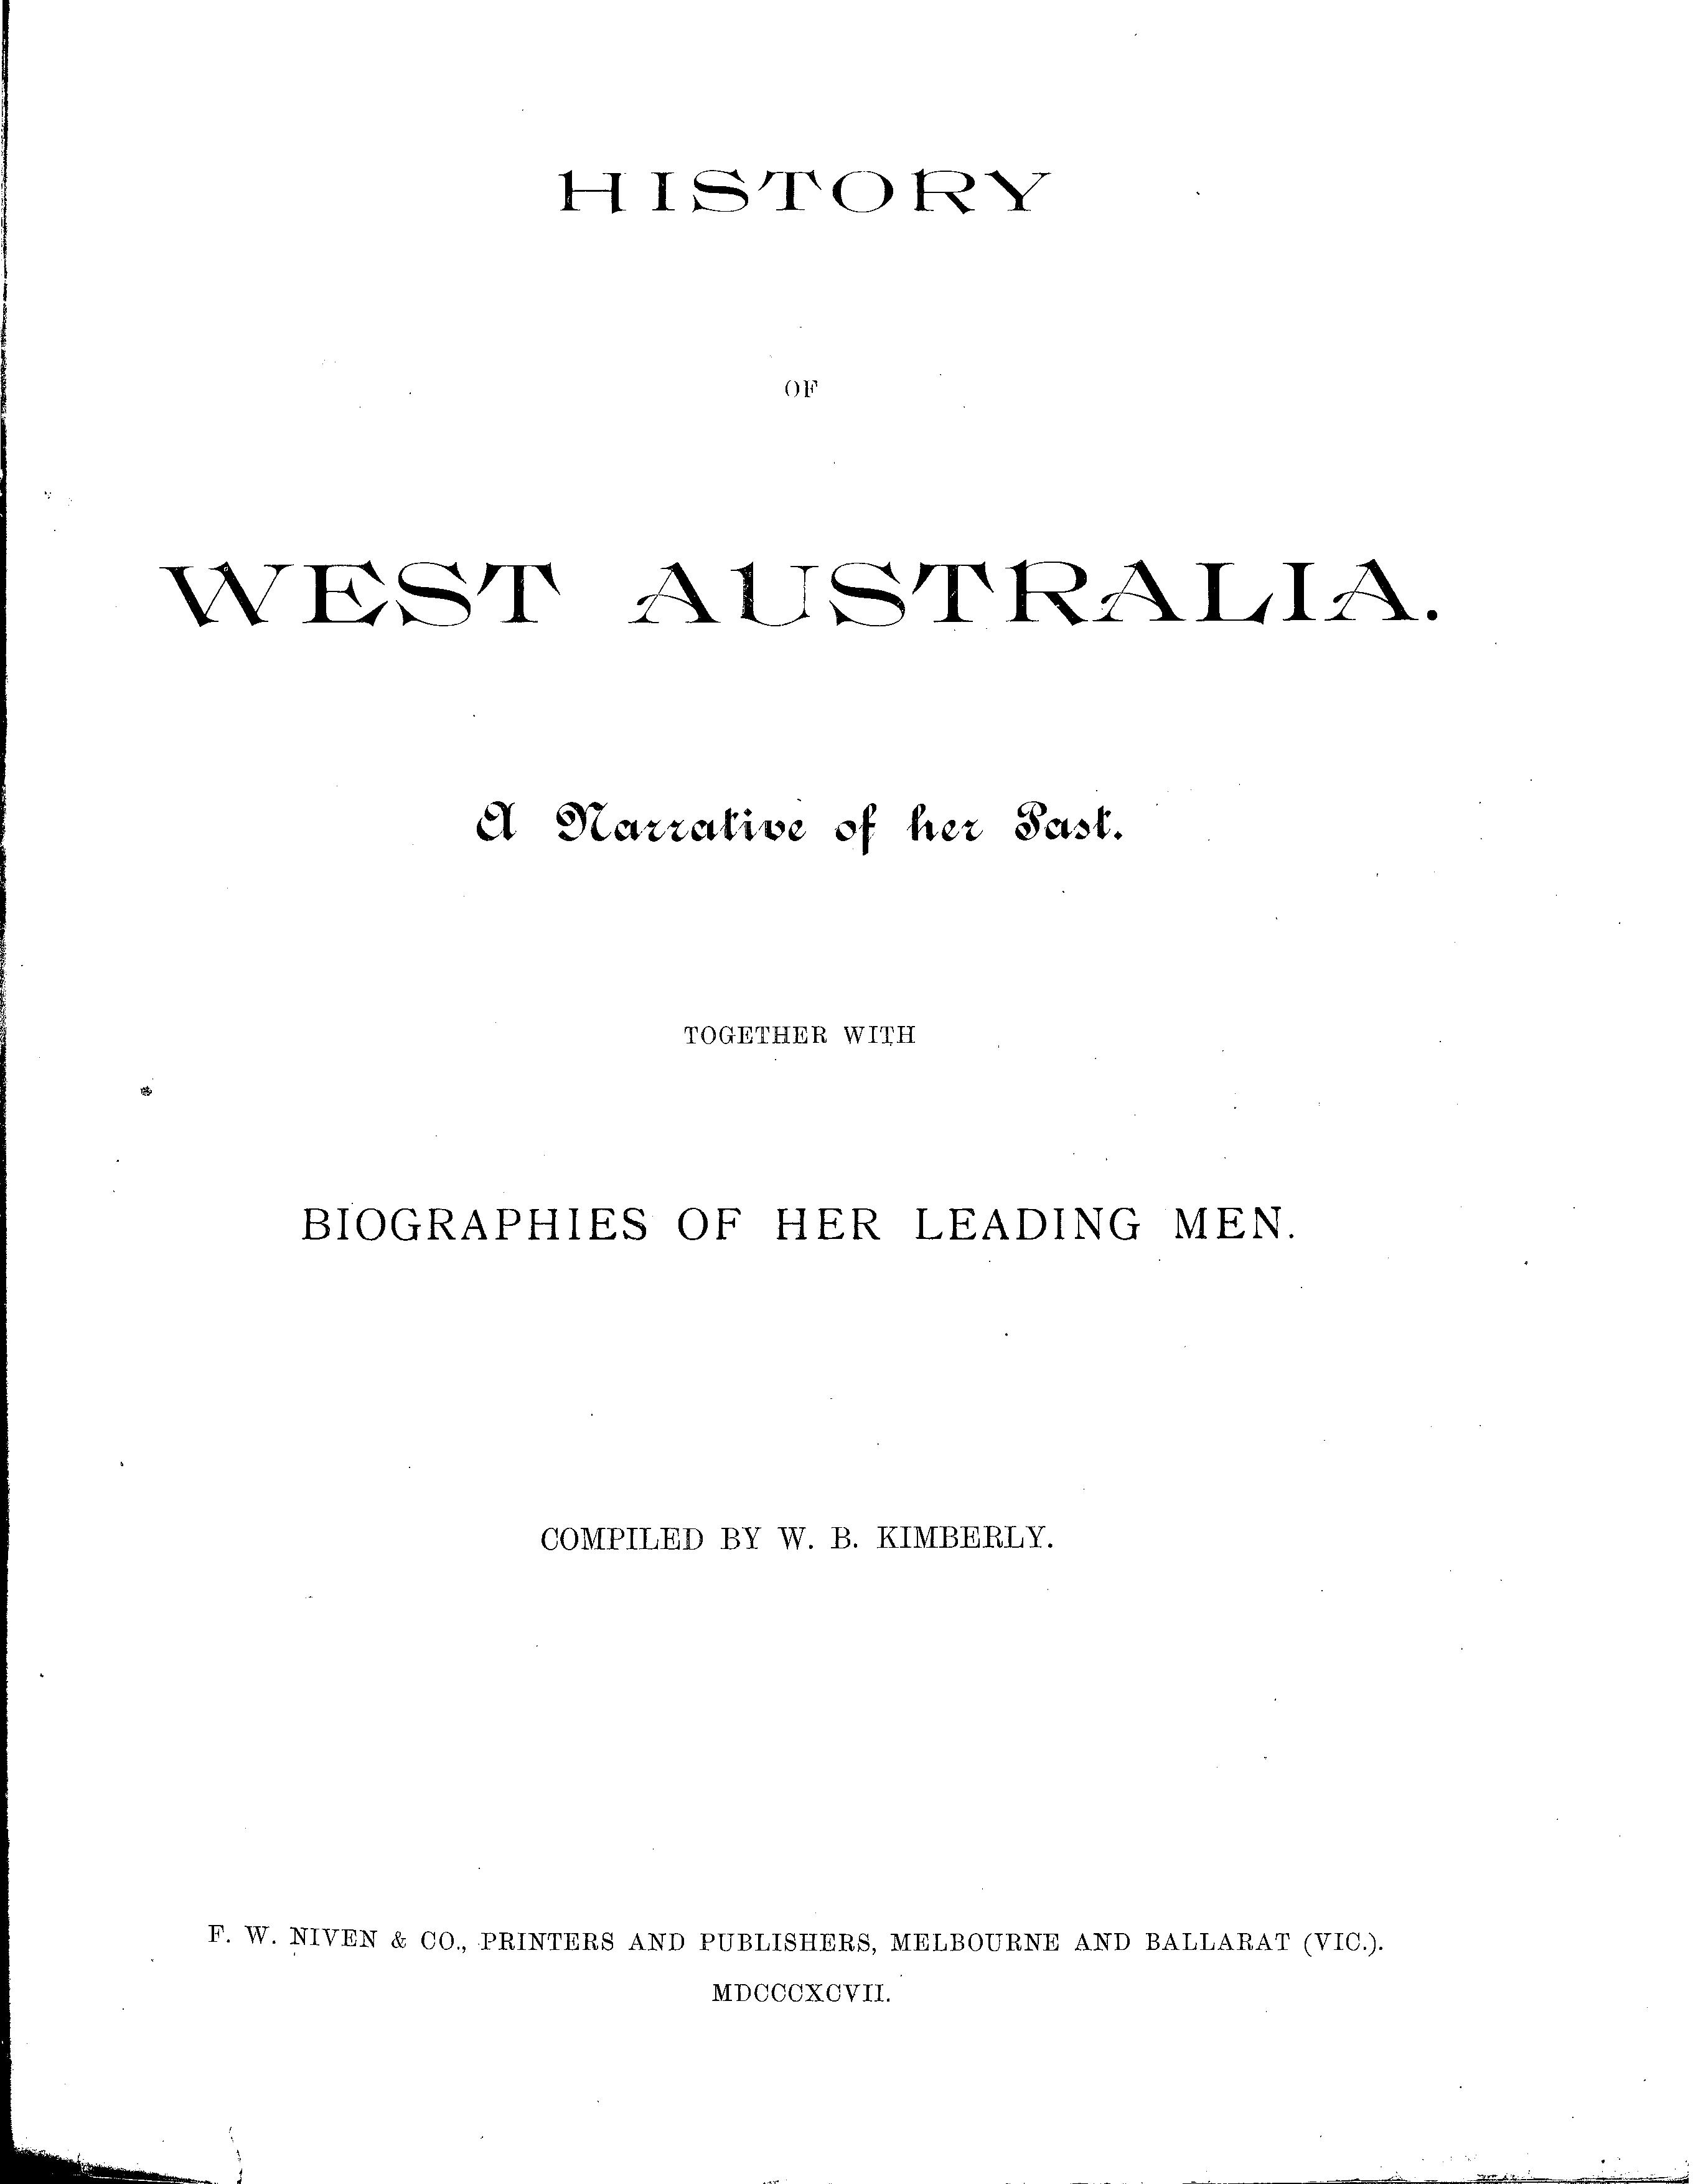 HISTORY
OF
WEST AUSTRALIA.
A Narrative of her Past.
TOGETHER WITH
BIOGRAPHIES OF HER LEADING MEN.
COMPILED BY W. B. KIMBERLY.
F. W. NIVEN & CO., PRINTERS AND PUBLISHERS, MELBOURNE AND BALLARAT (VIC.).
MDCCCXCVII.